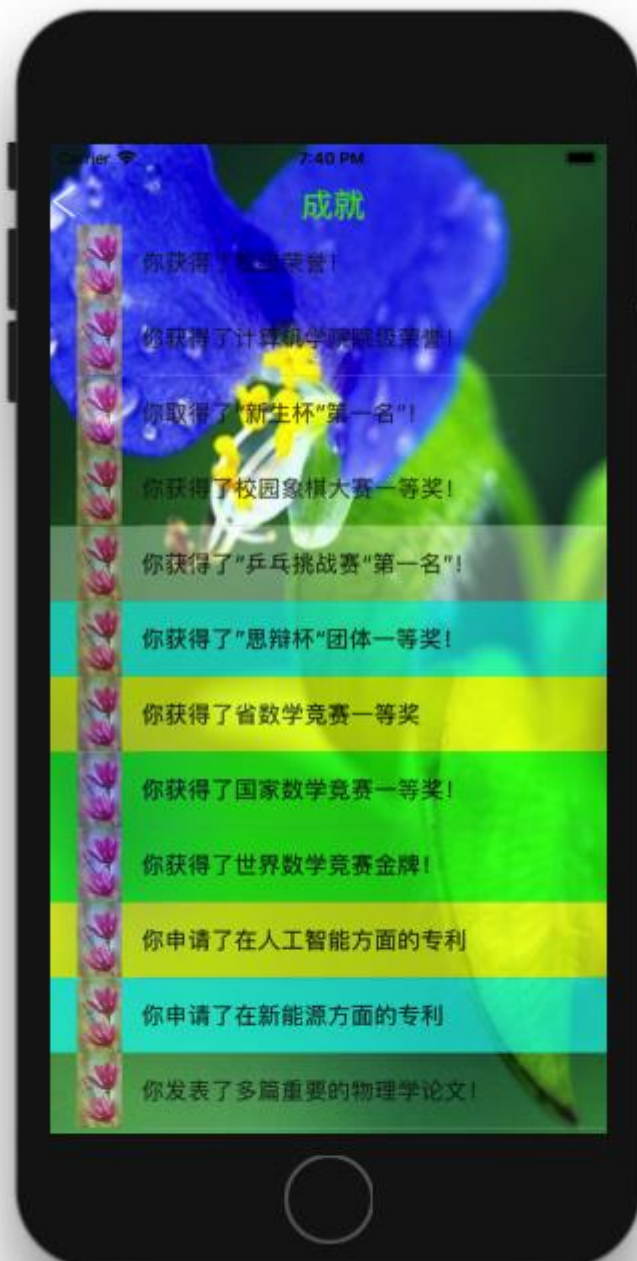 Carrier
7:40 PM
成就
你获得了班级荣誉!
你获得了计算机学院院级荣誉!
你取得了"新生杯"第一名"!
你获得了校园象棋大赛一等奖!
你获得了"乒乓挑战赛"第一名"!
你获得了"思辩杯"团体一等奖!
你获得了省数学竞赛一等奖
你获得了国家数学竞赛一等奖!
你获得了世界数学竞赛金牌!
你申请了在人工智能方面的专利
你申请了在新能源方面的专利
你发表了多篇重要的物理学论文!